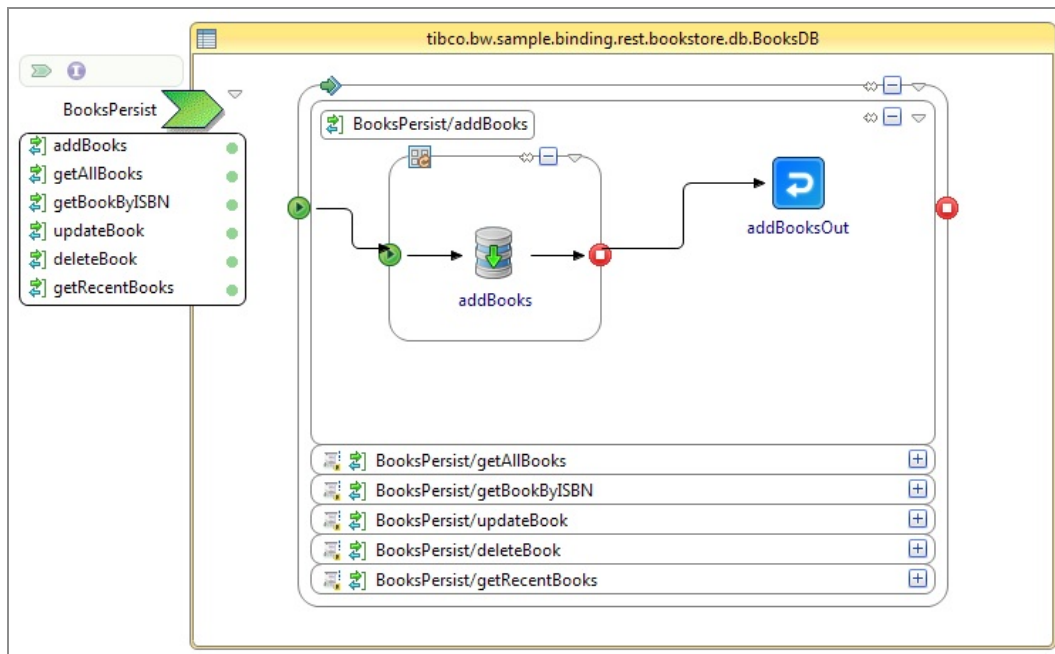 tibco.bw.sample.binding.rest.bookstore.db.BooksDB
BooksPersist
addBooks
getAllBooks
getBookByISBN
updateBook
deleteBook
getRecentBooks
BooksPersist/addBooks
addBooks
addBooksOut
BooksPersist/getAllBooks
BooksPersist/getBookByISBN
BooksPersist/updateBook
BooksPersist/deleteBook
BooksPersist/getRecentBooks